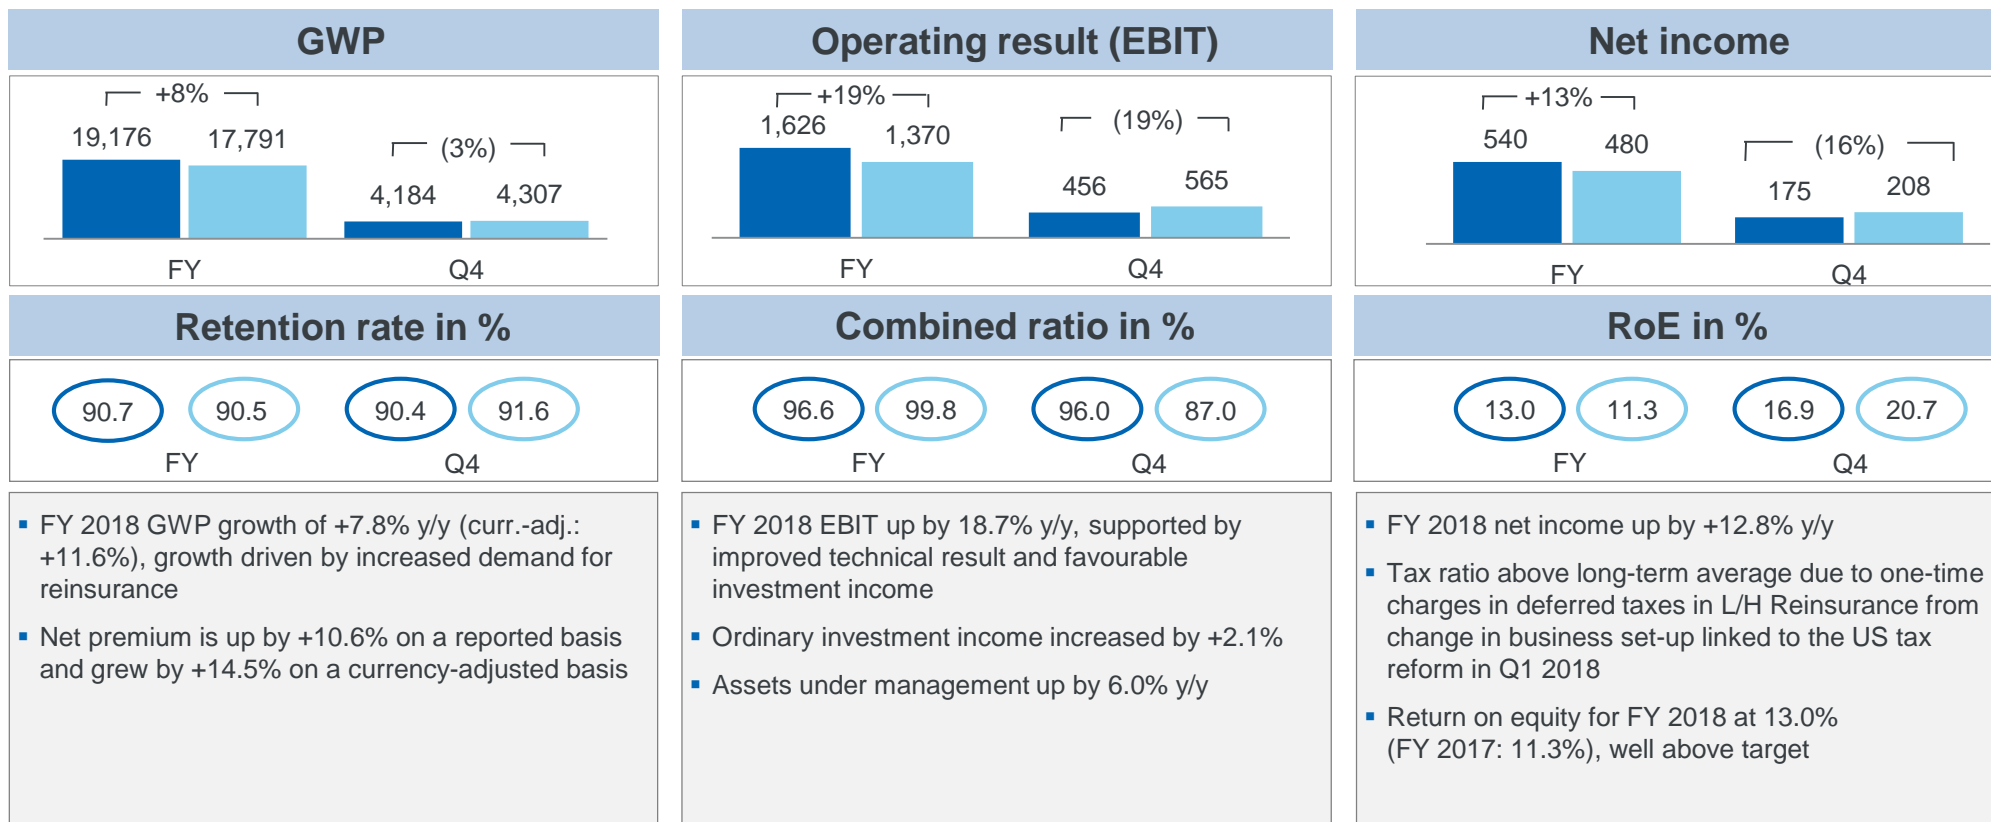 GWP
+8%
19,176
17,791
(3%)
4,184
4,307
FY
Q4
Operating result (EBIT)
+19%
1,626
1,370
(19%)
456
565
FY
Q4
Net income
+13%
540
480
(16%)
175
208
FY
Q4
Retention rate in %
90.7
90.5
90.4
91.6
FY
Q4
Combined ratio in %
96.6
99.8
96.0
87.0
FY
Q4
RoE in %
13.0
11.3
16.9
20.7
FY
Q4
▪ FY 2018 GWP growth of +7.8% y/y (curr.-adj.:
+11.6%), growth driven by increased demand for
reinsurance
▪ Net premium is up by +10.6% on a reported basis
and grew by +14.5% on a currency-adjusted basis
▪ FY 2018 EBIT up by 18.7% y/y, supported by
improved technical result and favourable
investment income
▪ Ordinary investment income increased by +2.1%
▪ Assets under management up by 6.0% y/y
▪ FY 2018 net income up by +12.8% y/y
▪ Tax ratio above long-term average due to one-time
charges in deferred taxes in L/H Reinsurance from
change in business set-up linked to the US tax
reform in Q1 2018
▪ Return on equity for FY 2018 at 13.0%
(FY 2017: 11.3%), well above target